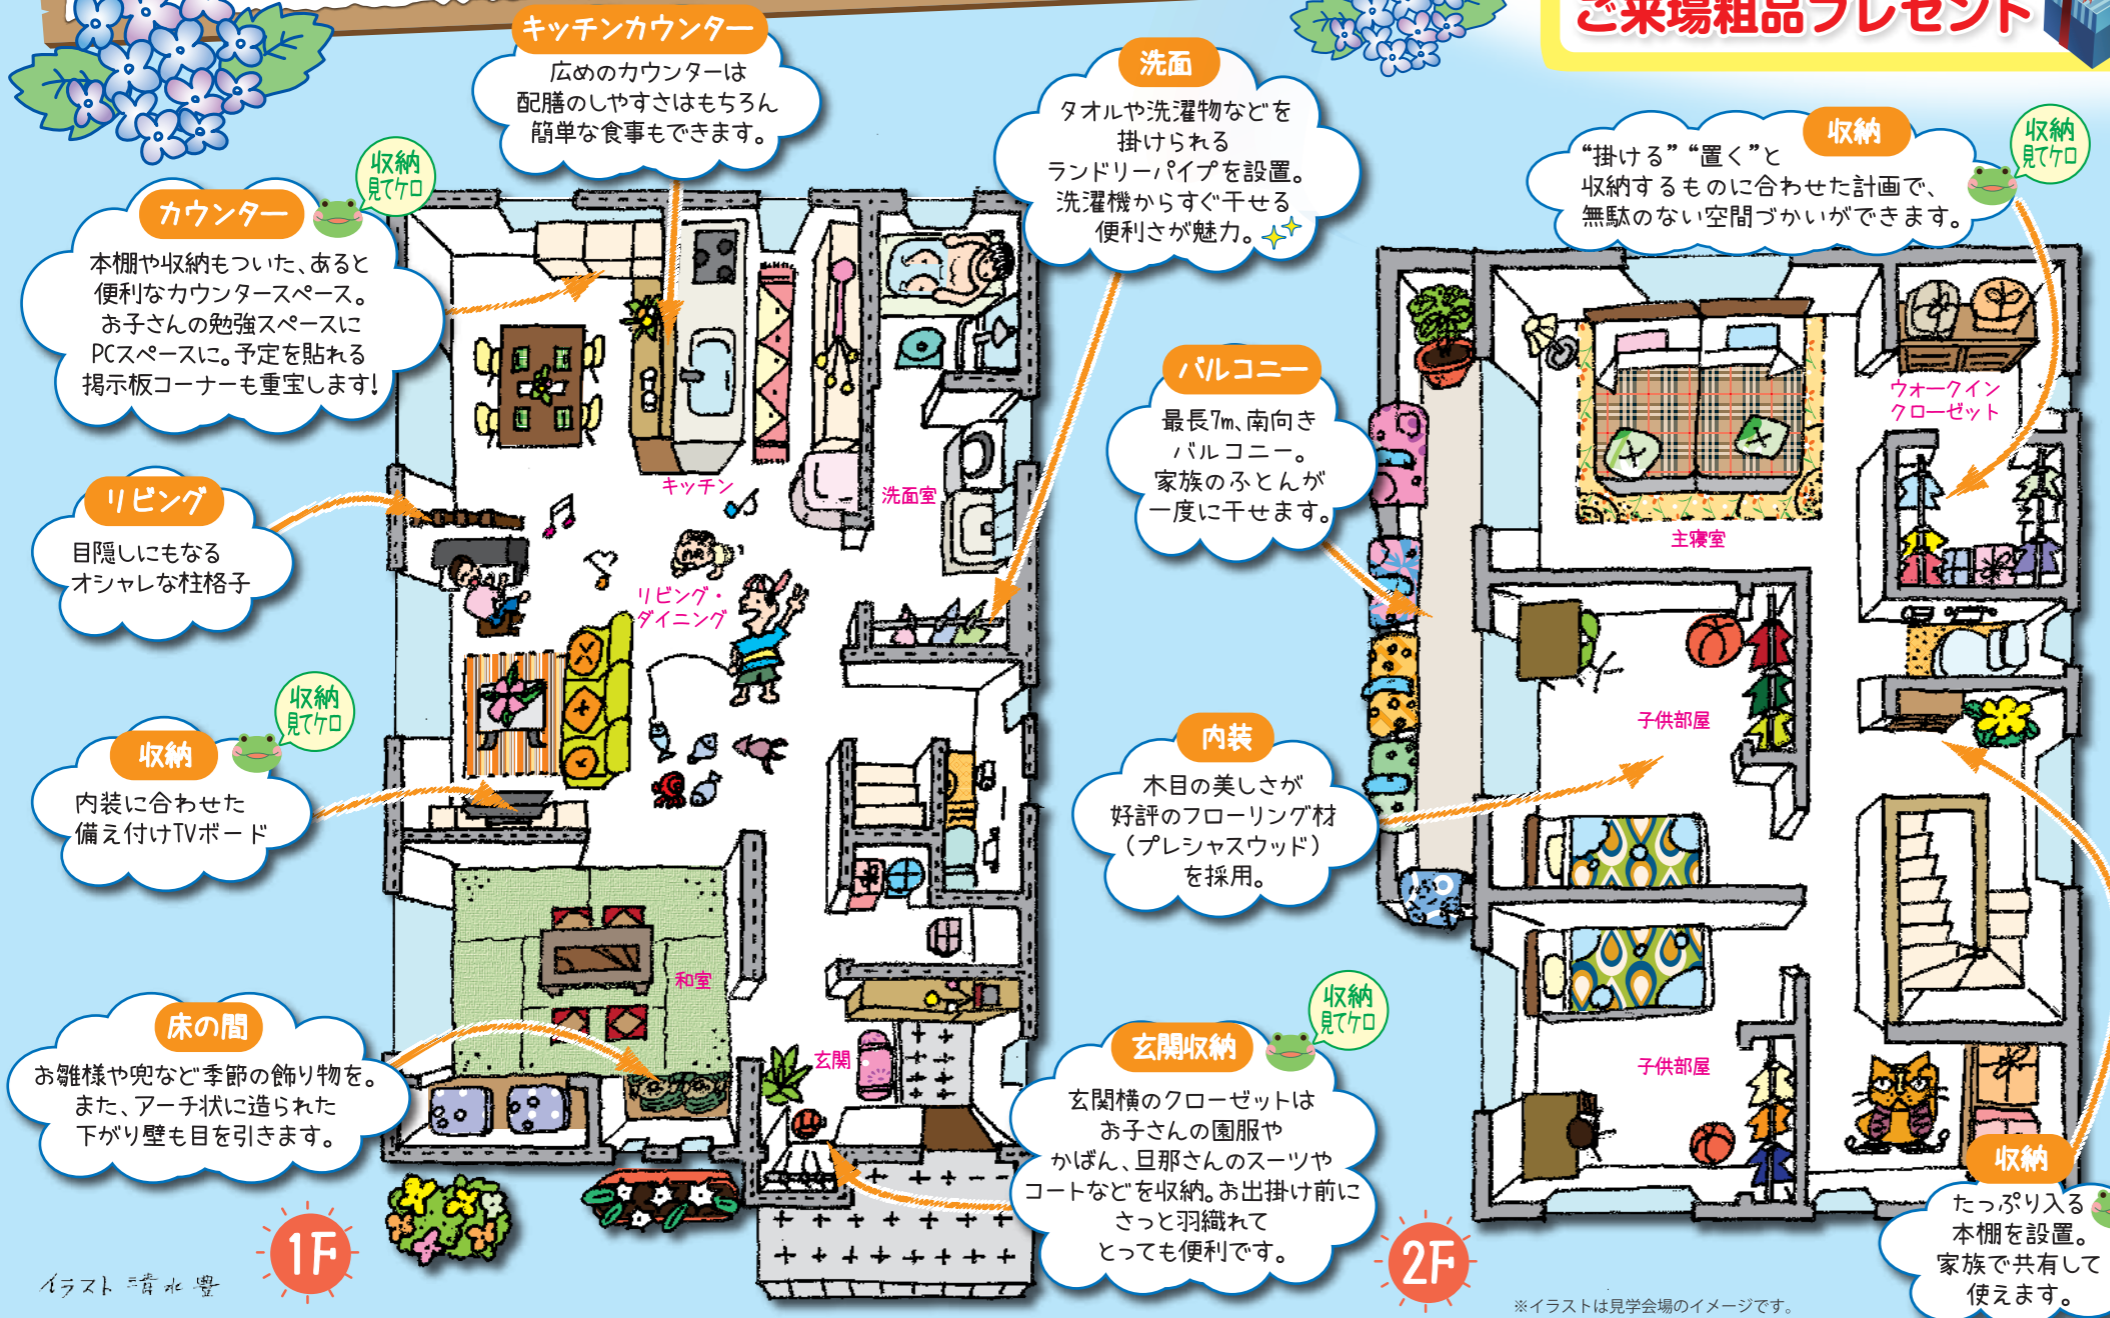 ご来場粗品プレゼント
キッチンカウンター
広めのカウンターは
配膳のしやすさはもちろん
簡単な食事もできます。
洗面
タオルや洗濯物などを
掛けられる
ランドリーパイプを設置。
洗濯機からすぐ干せる
便利さが魅力。
収納
“掛ける” “置く”と
収納するものに合わせた計画で、
無駄のない空間づかいができます。
収納
見てケロ
収納
見てケロ
カウンター
本棚や収納もついた、あると
便利なカウンタースペース。
お子さんの勉強スペースに
PCスペースに。予定を貼れる
掲示板コーナーも重宝します!
バルコニー
最長7m、南向き
バルコニー。
家族のふとんが
一度に干せます。
リビング
目隠しにもなる
オシャレな柱格子
収納
見てケロ
収納
内装に合わせた
備え付けTVボード
内装
木目の美しさが
好評のフローリング材
(プレシャスウッド)
を採用。
床の間
お雛様や兜など季節の飾り物を。
また、アーチ状に造られた
下がり壁も目を引きます。
収納
見てケロ
玄関収納
玄関横のクローゼットは
お子さんの園服や
かばん、旦那さんのスーツや
コートなどを収納。お出掛け前に
さっと羽織れて
とっても便利です。
収納
たっぷり入る
本棚を設置。
家族で共有して
使えます。
キッチン
洗面室
リビング・
ダイニング
和室
玄関
ウォークイン
クローゼット
主寝室
子供部屋
子供部屋
1F
2F
イラスト 清水 豊
※イラストは見学会場のイメージです。